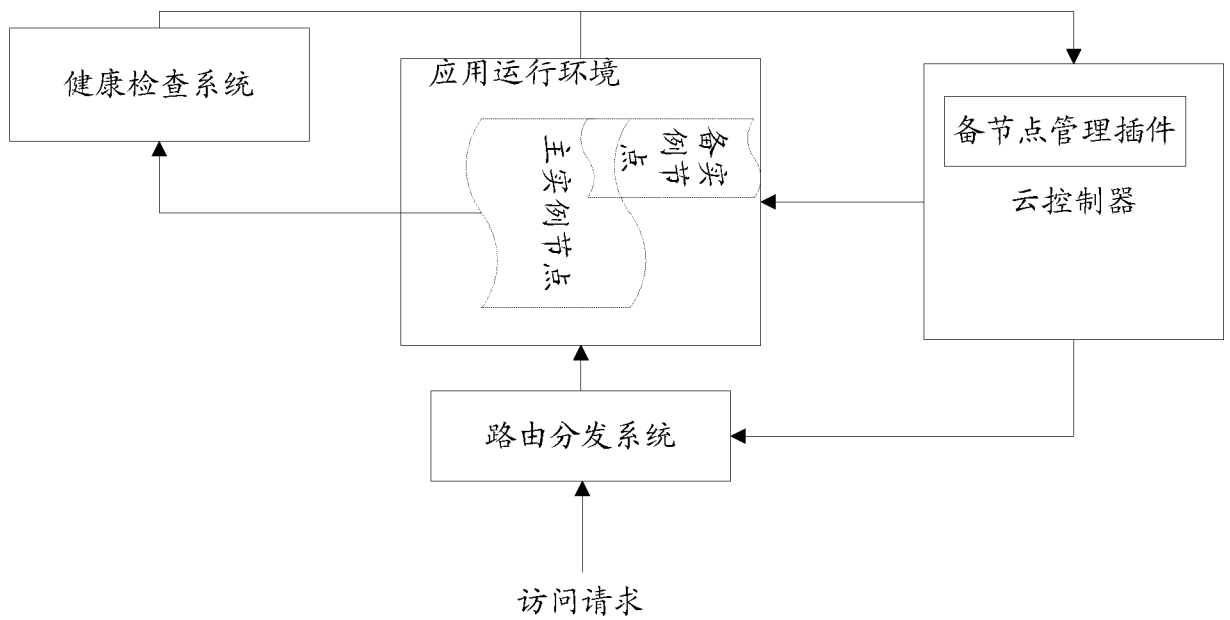 健康检查系统
应用运行环境
主实例节点
备实
例节
点
备节点管理插件
云控制器
路由分发系统
访问请求